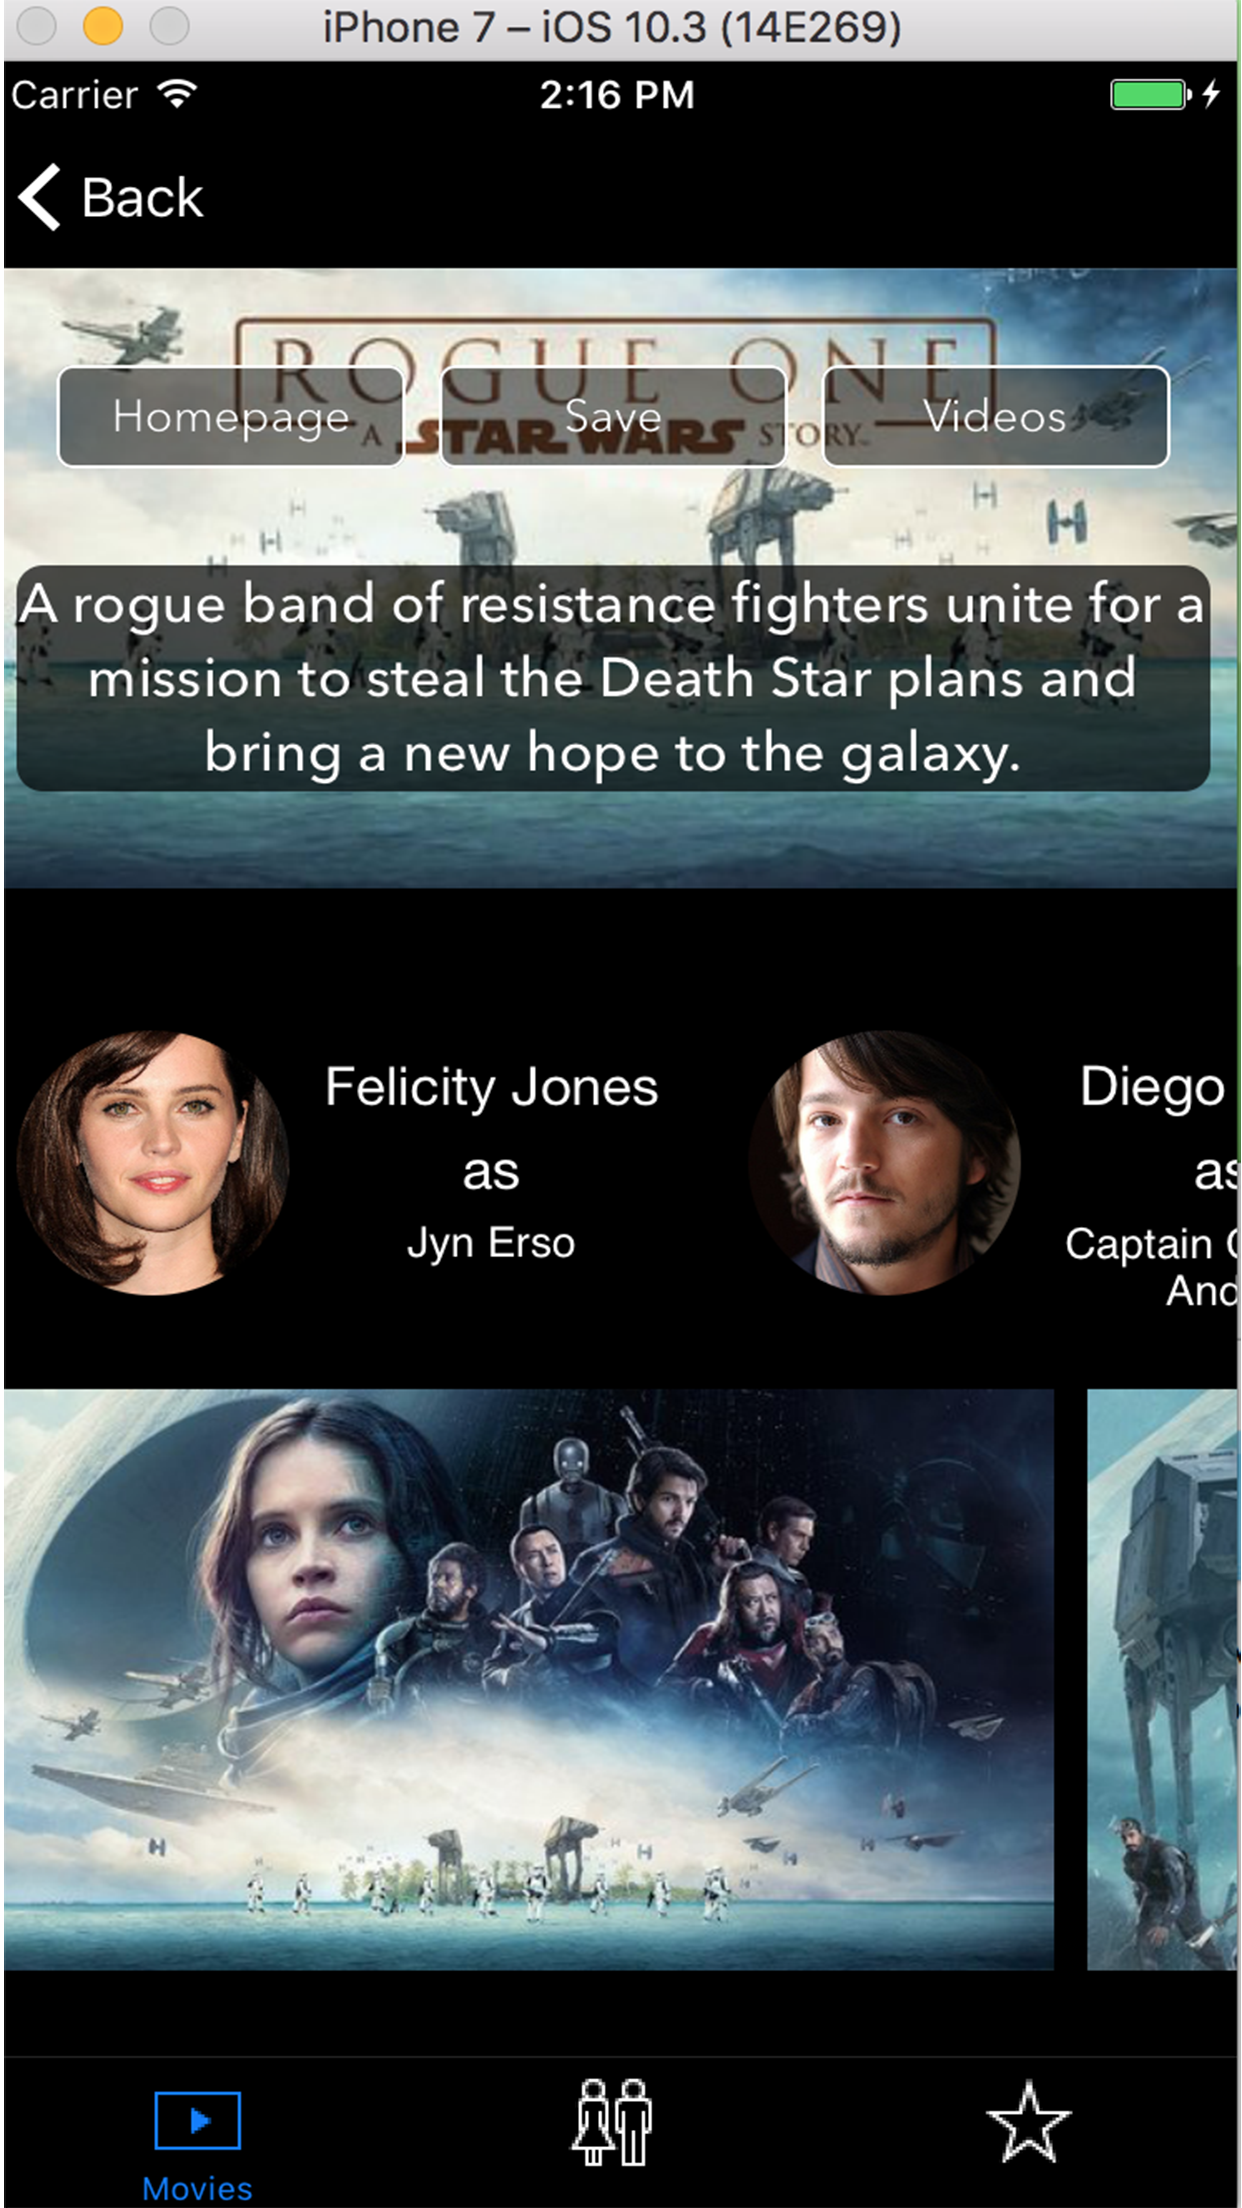 iPhone 7 – iOS 10.3 (14E269)
Carrier 2:16 PM
Back
ROGUE ONE
A STAR WARS STORY
Homepage Save Videos
A rogue band of resistance fighters unite for a
mission to steal the Death Star plans and
bring a new hope to the galaxy.
Felicity Jones
as
Jyn Erso
Diego
as
Captain
Movies